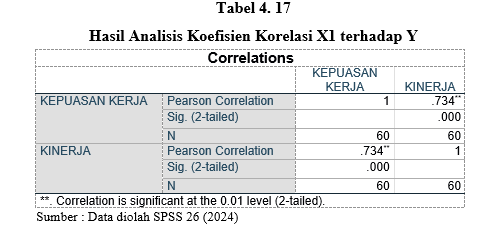 Tabel 4. 17
Hasil Analisis Koefisien Korelasi X1 terhadap Y
Correlations
KEPUASAN KERJA KINERJA
KEPUASAN KERJA Pearson Correlation 1 .734**
Sig. (2-tailed) .000
N 60 60
KINERJA Pearson Correlation .734** 1
Sig. (2-tailed) .000
N 60 60
**. Correlation is significant at the 0.01 level (2-tailed).
Sumber : Data diolah SPSS 26 (2024)